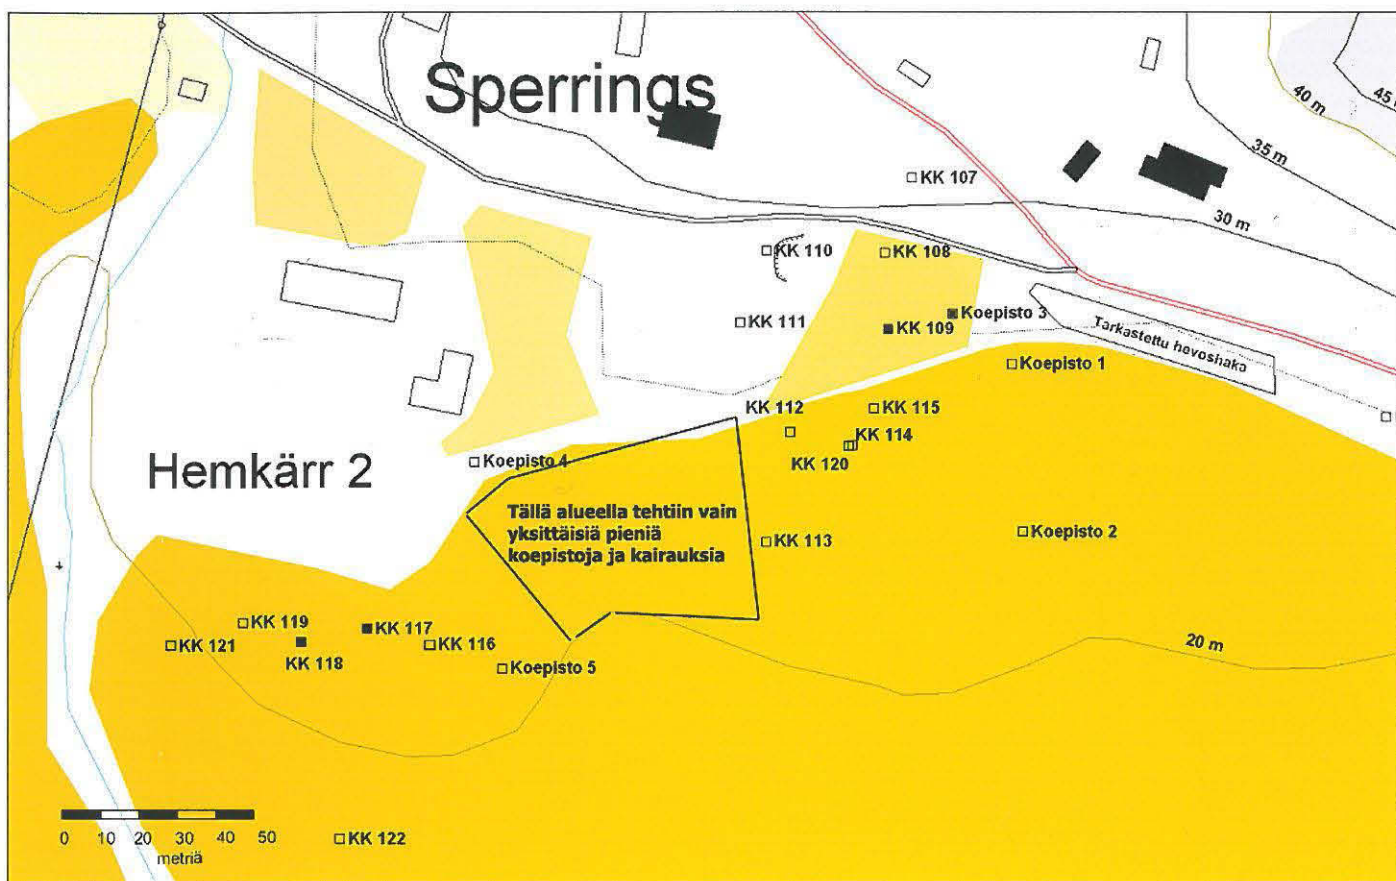 Sperrings
40 m
45
35 m
30 m
KK 107
KK 110
KK 108
KK 111
KK 109
Koepisto 3
Tarkastettu hevoshaka
Koepisto 1
KK 112
KK 115
KK 114
KK 120
Koepisto 4
Hemkärr 2
Tällä alueella tehtiin vain
yksittäisiä pieniä
koepistoja ja kairauksia
KK 113
Koepisto 2
KK 119
KK 117
KK 121
KK 118
KK 116
Koepisto 5
20 m
0 10 20 30 40 50
metriä
KK 122